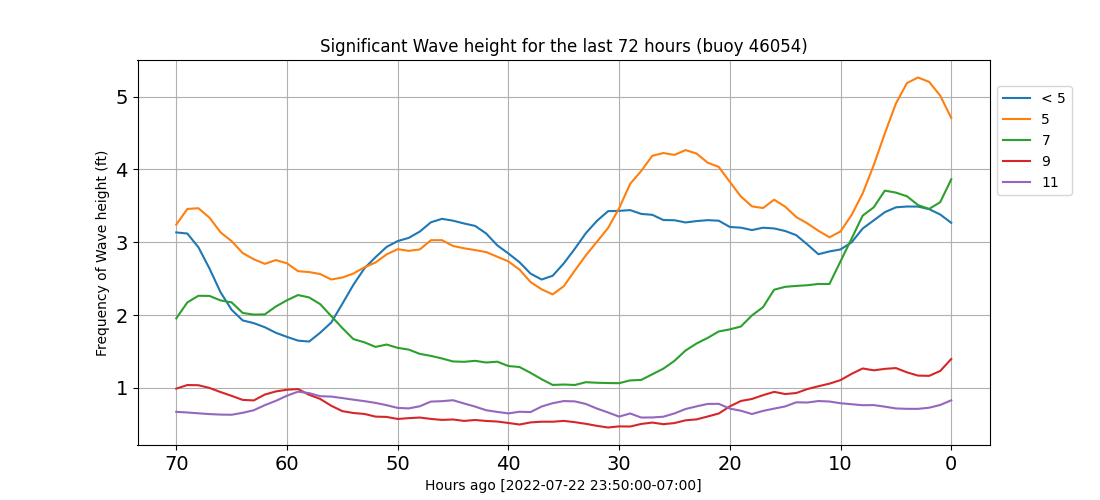 Significant Wave height for the last 72 hours (buoy 46054)
Frequency of Wave height (ft)
5
4
3
2
1
70 60 50 40 30 20 10 0
Hours ago [2022-07-22 23:50:00-07:00]
< 5
5
7
9
11